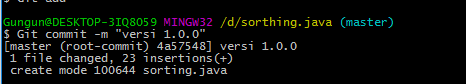 $ Git add
Gungun@DESKTOP-3IQ8O59 MINGW32 /d/sorthing.java (master)
$ Git commit -m "versi 1.0.0"
[master (root-commit) 4a57548] versi 1.0.0
1 file changed, 23 insertions(+)
create mode 100644 sorting.java